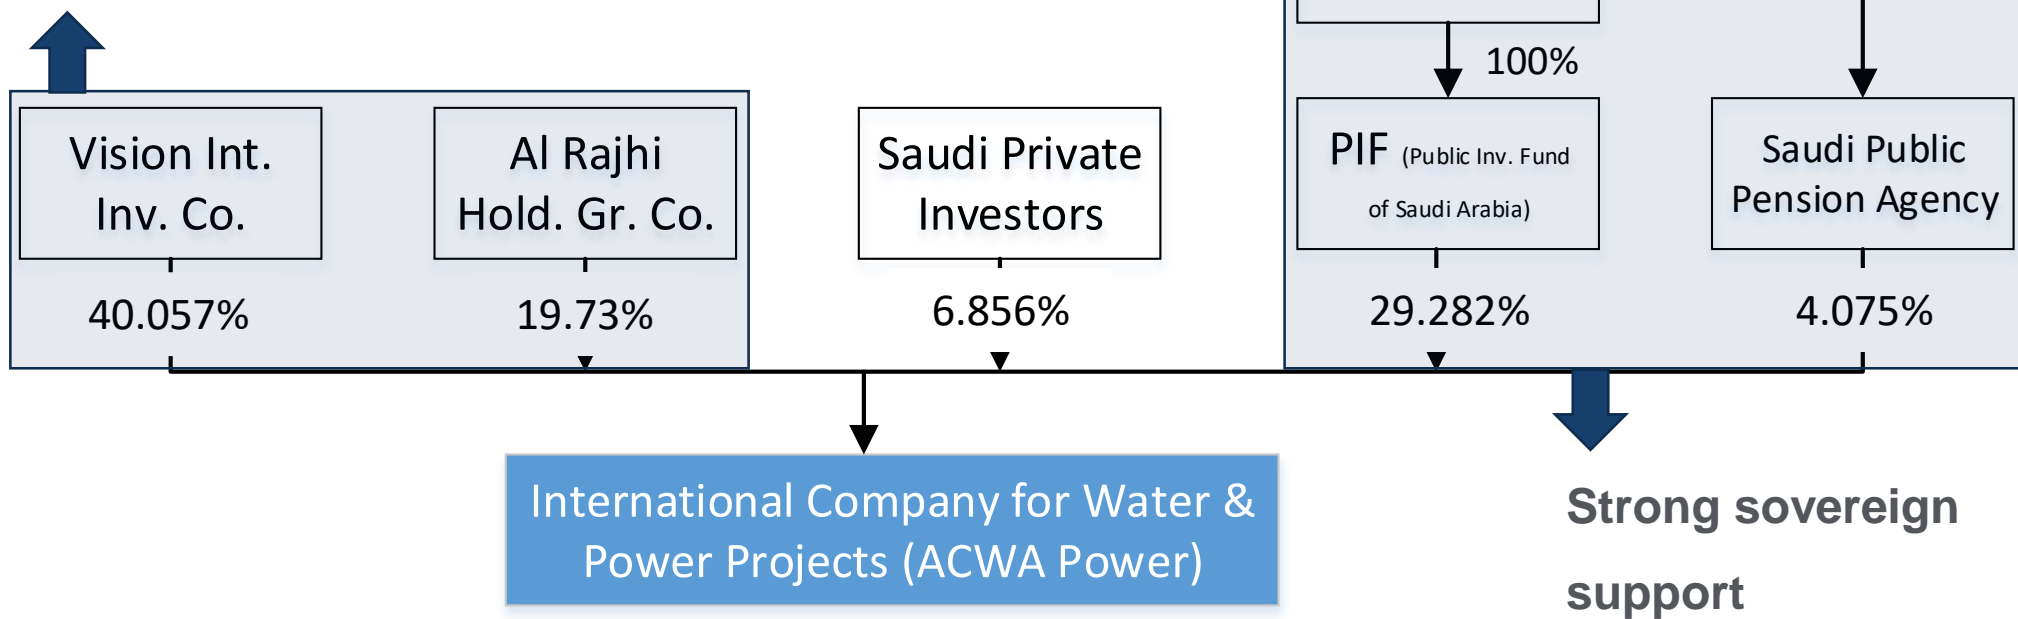 100%
Vision Int.
Inv. Co.
Al Rajhi
Hold. Gr. Co.
Saudi Private
Investors
PIF (Public Inv. Fund
of Saudi Arabia)
Saudi Public
Pension Agency
40.057%
19.73%
6.856%
29.282%
4.075%
International Company for Water &
Power Projects (ACWA Power)
Strong sovereign
support